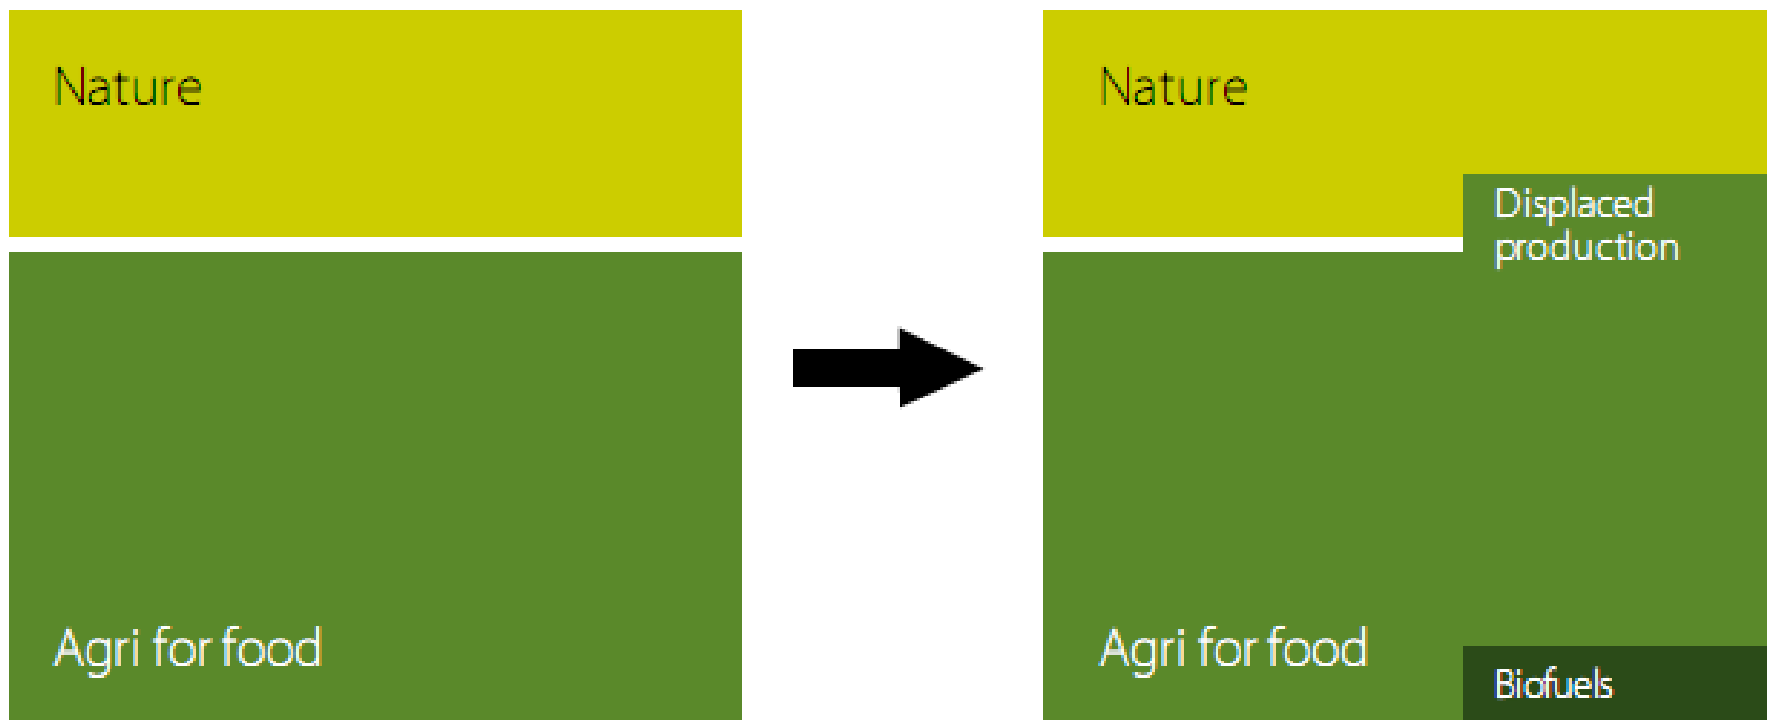 Nature
Agri for food
Nature
Displaced
production
Agri for food
Biofuels